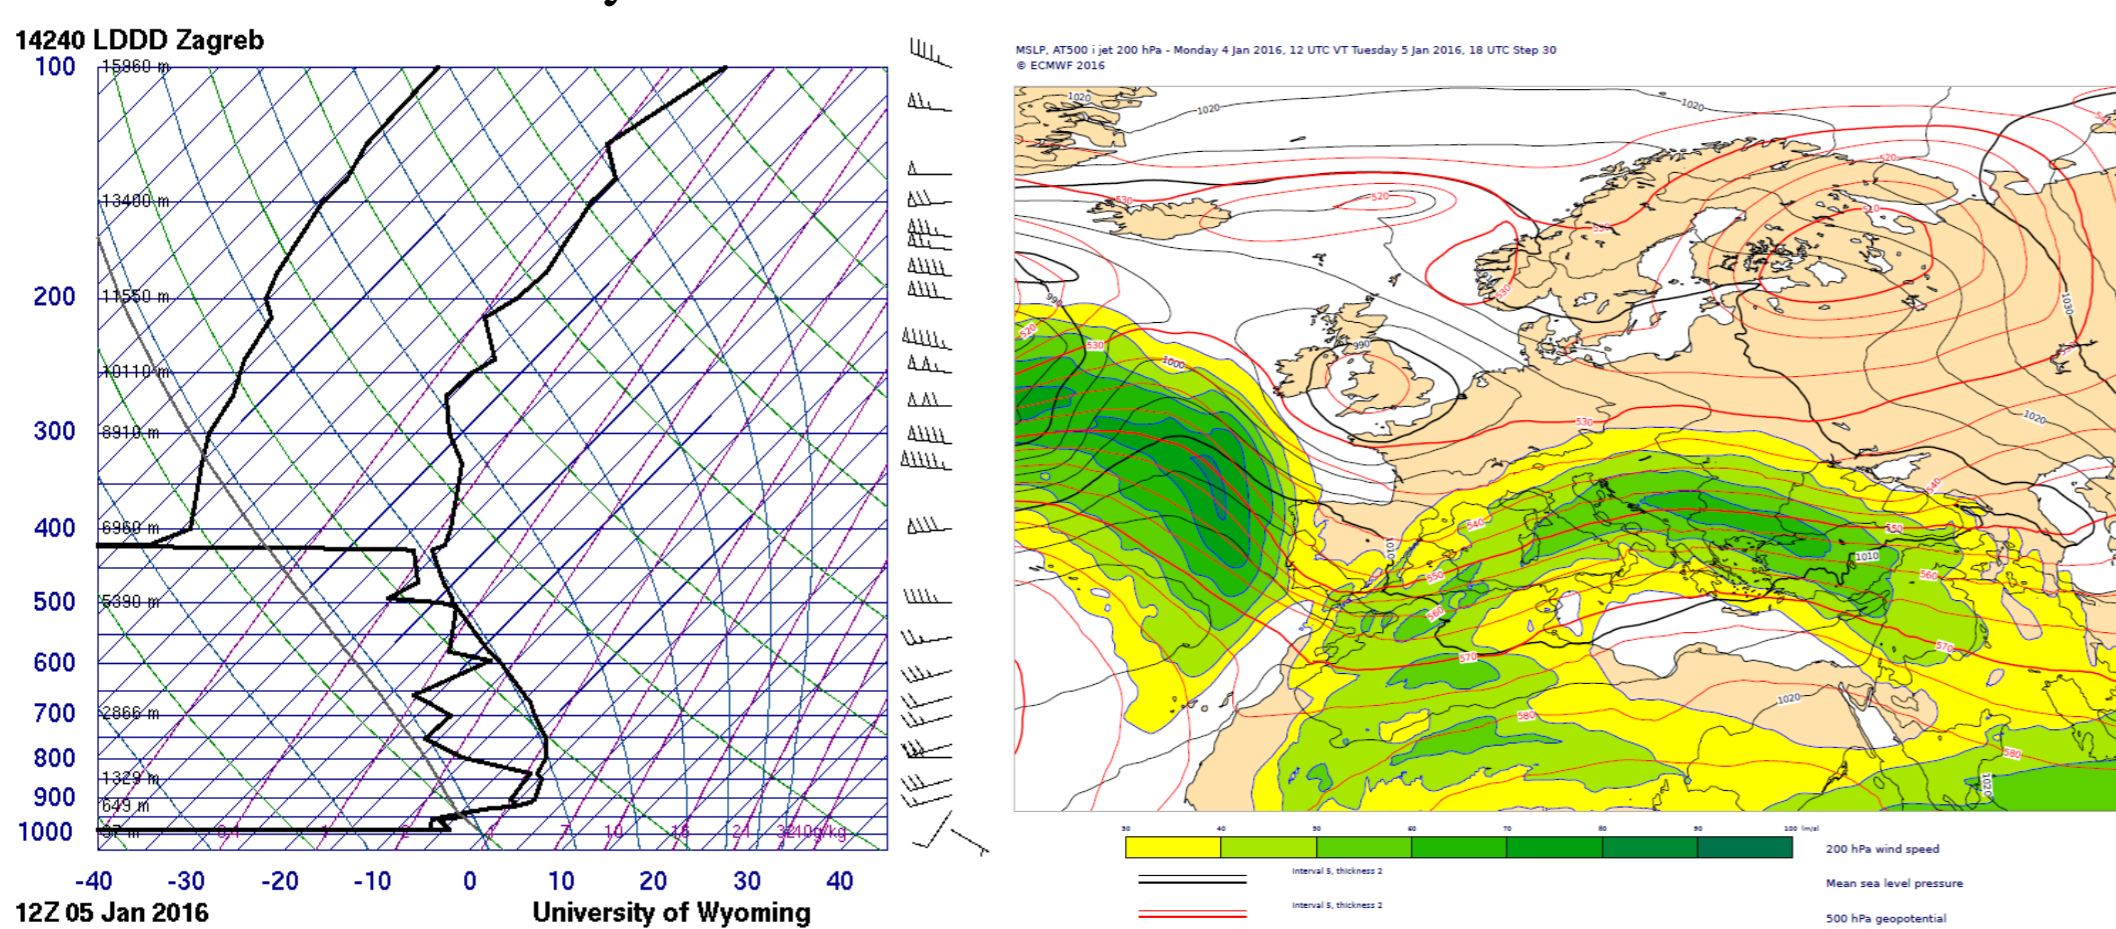 14240 LDDD Zagreb
100 15960 m
13400 m
200 11550 m
10110 m
300 8910 m
400 6960 m
500 5390 m
600
700 2866 m
800
1329 m
900
649 m
1000 37 m 0.4 1 2 4 7 10 16 24 32 40g/kg
-40 -30 -20 -10 0 10 20 30 40
12Z 05 Jan 2016 University of Wyoming
MSLP, AT500 i jet 200 hPa - Monday 4 Jan 2016, 12 UTC VT Tuesday 5 Jan 2016, 18 UTC Step 30
© ECMWF 2016
1020 1020 1020
520
530 520 510
530
530
990 1030
520 530 990
1000
530 1020
540
540 550
1010 1010
550 560
560
570 570
1020
580
580
1020
30 40 50 60 70 80 90 100 (m/s)
200 hPa wind speed
Interval 5, thickness 2
Mean sea level pressure
Interval 5, thickness 2
500 hPa geopotential